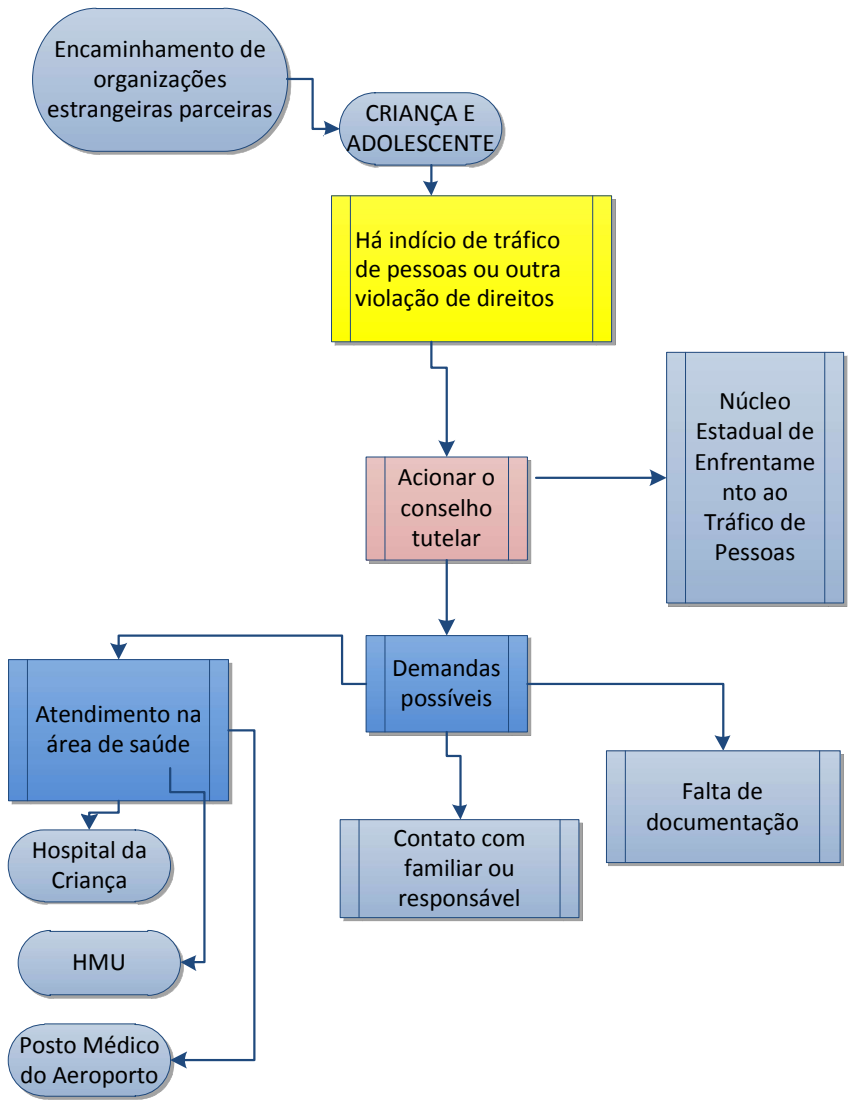 Encaminhamento de
organizações
estrangeiras parceiras
CRIANÇA E
ADOLESCENTE
Há indício de tráfico
de pessoas ou outra
violação de direitos
Núcleo
Estadual de
Enfrentame
nto ao
Tráfico de
Pessoas
Acionar o
conselho
tutelar
Demandas
possíveis
Atendimento na
área de saúde
Falta de
documentação
Contato com
familiar ou
responsável
Hospital da
Criança
HMU
Posto Médico
do Aeroporto